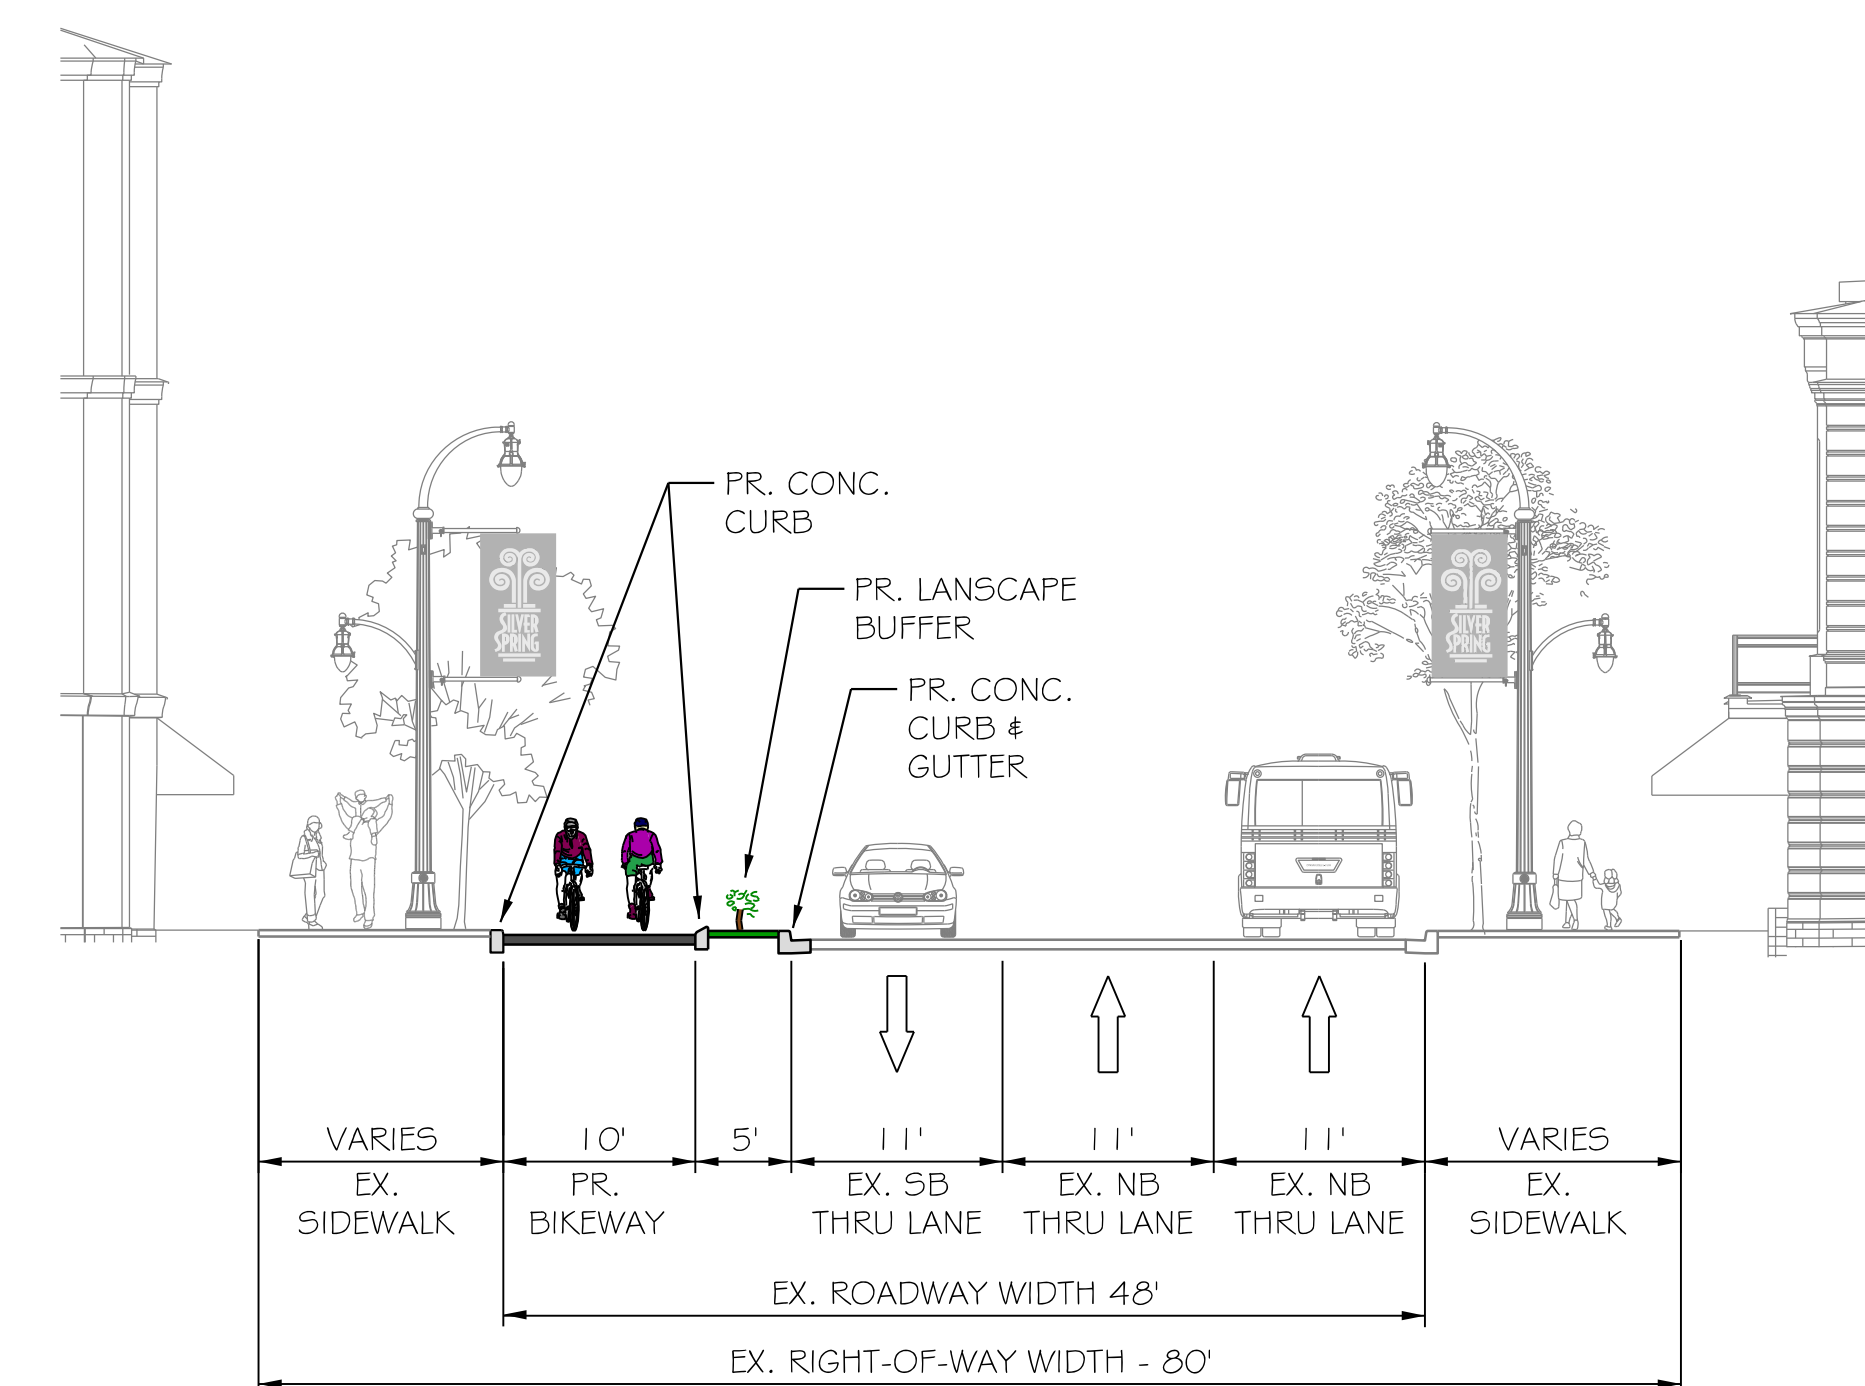 PR. CONC.
CURB
PR. LANSCAPE
BUFFER
PR. CONC.
CURB &
GUTTER
SILVER
SPRING
SILVER
SPRING
VARIES 10' 5' 11' 11' 11' VARIES
EX. PR. EX. SB EX. NB EX. NB EX.
SIDEWALK BIKEWAY THRU LANE THRU LANE THRU LANE SIDEWALK
EX. ROADWAY WIDTH 48'
EX. RIGHT-OF-WAY WIDTH - 80'